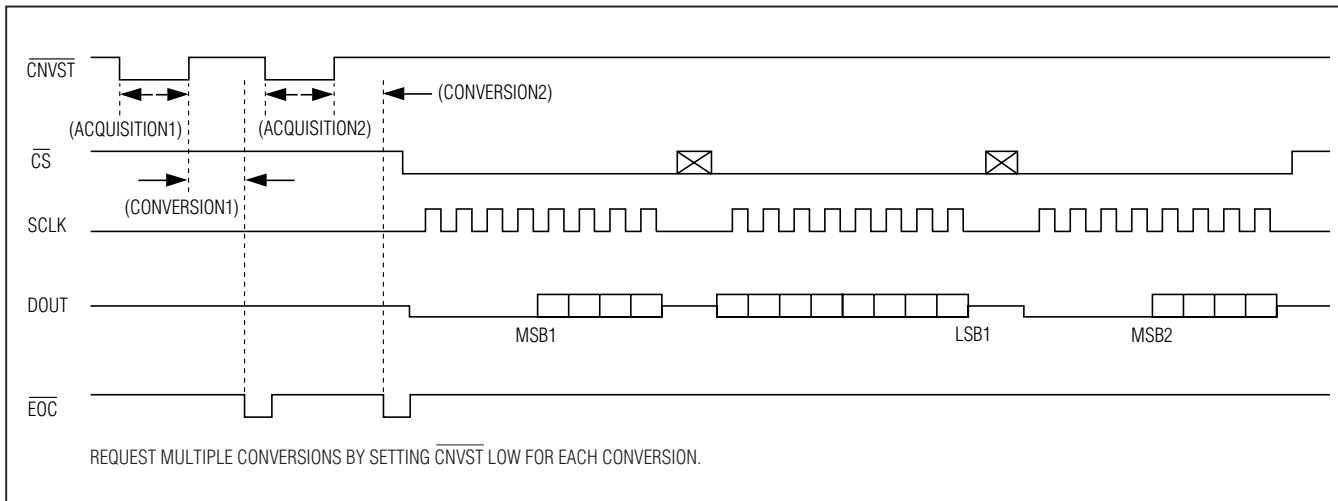 CNVST
(CONVERSION2)
(ACQUISITION1) (ACQUISITION2)
CS
(CONVERSION1)
SCLK
DOUT
MSB1 LSB1 MSB2
EOC
REQUEST MULTIPLE CONVERSIONS BY SETTING CNVST LOW FOR EACH CONVERSION.